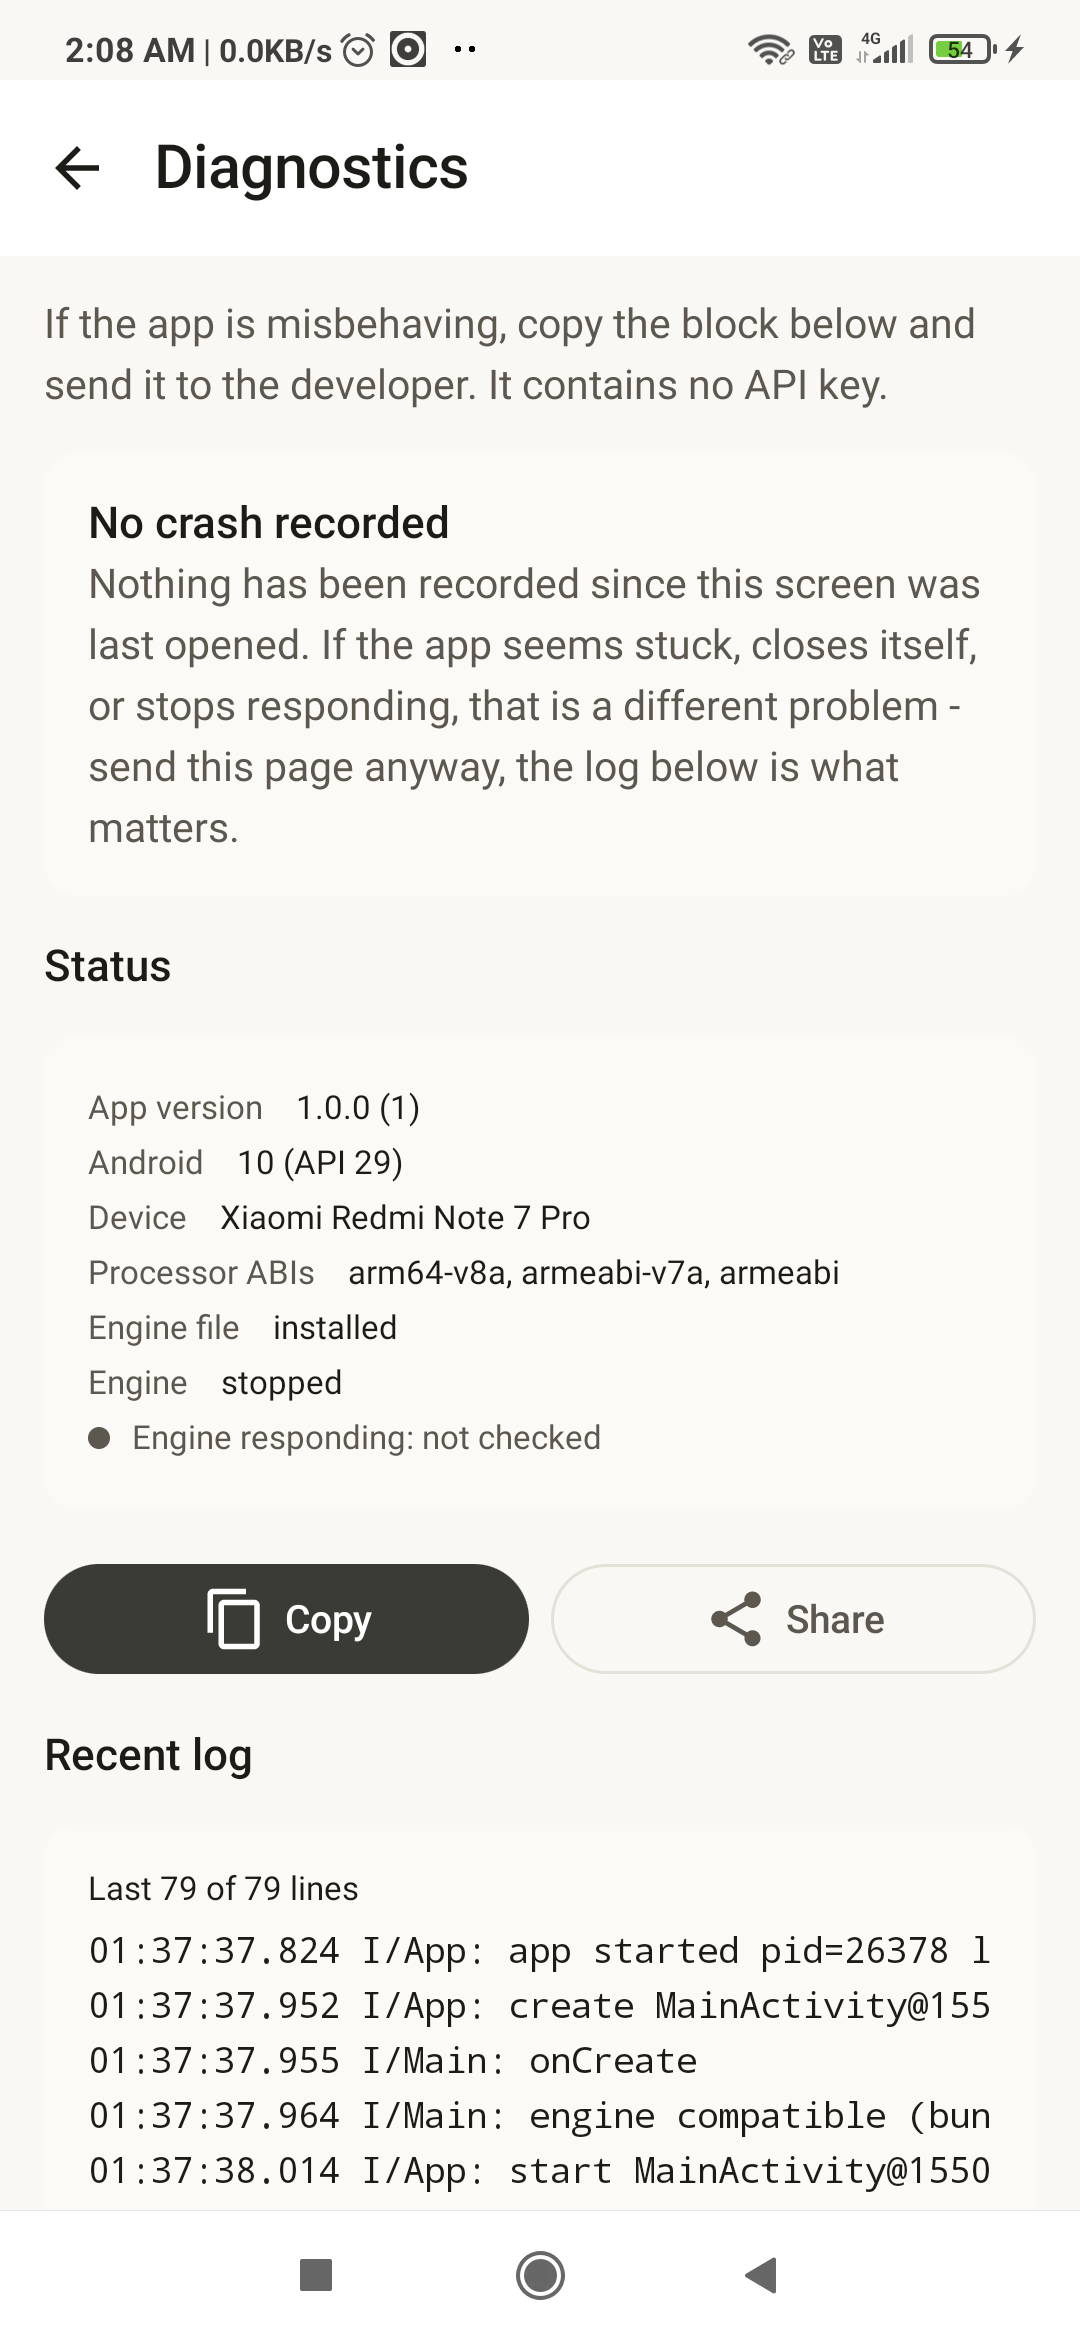 2:08 AM | 0.0KB/s
Vo LTE
4G
54
Diagnostics
If the app is misbehaving, copy the block below and
send it to the developer. It contains no API key.
No crash recorded
Nothing has been recorded since this screen was
last opened. If the app seems stuck, closes itself,
or stops responding, that is a different problem -
send this page anyway, the log below is what
matters.
Status
App version 1.0.0 (1)
Android 10 (API 29)
Device Xiaomi Redmi Note 7 Pro
Processor ABIs arm64-v8a, armeabi-v7a, armeabi
Engine file installed
Engine stopped
Engine responding: not checked
Copy
Share
Recent log
Last 79 of 79 lines
01:37:37.824 I/App: app started pid=26378 l
01:37:37.952 I/App: create MainActivity@155
01:37:37.955 I/Main: onCreate
01:37:37.964 I/Main: engine compatible (bun
01:37:38.014 I/App: start MainActivity@1550